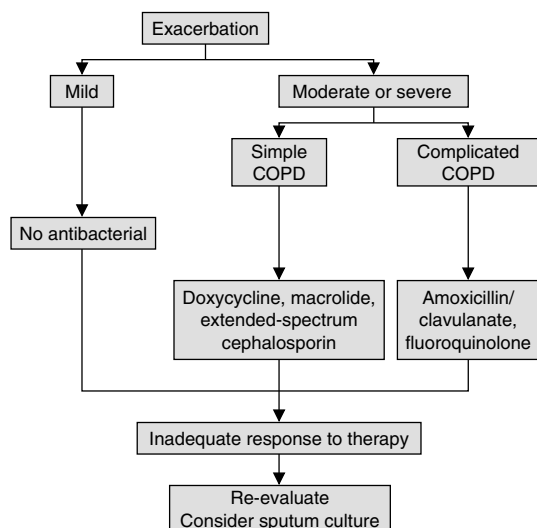 Exacerbation
Mild
Moderate or severe
Simple
COPD
Complicated
COPD
No antibacterial
Doxycycline, macrolide,
extended-spectrum
cephalosporin
Amoxicillin/
clavulanate,
fluoroquinolone
Inadequate response to therapy
Re-evaluate
Consider sputum culture